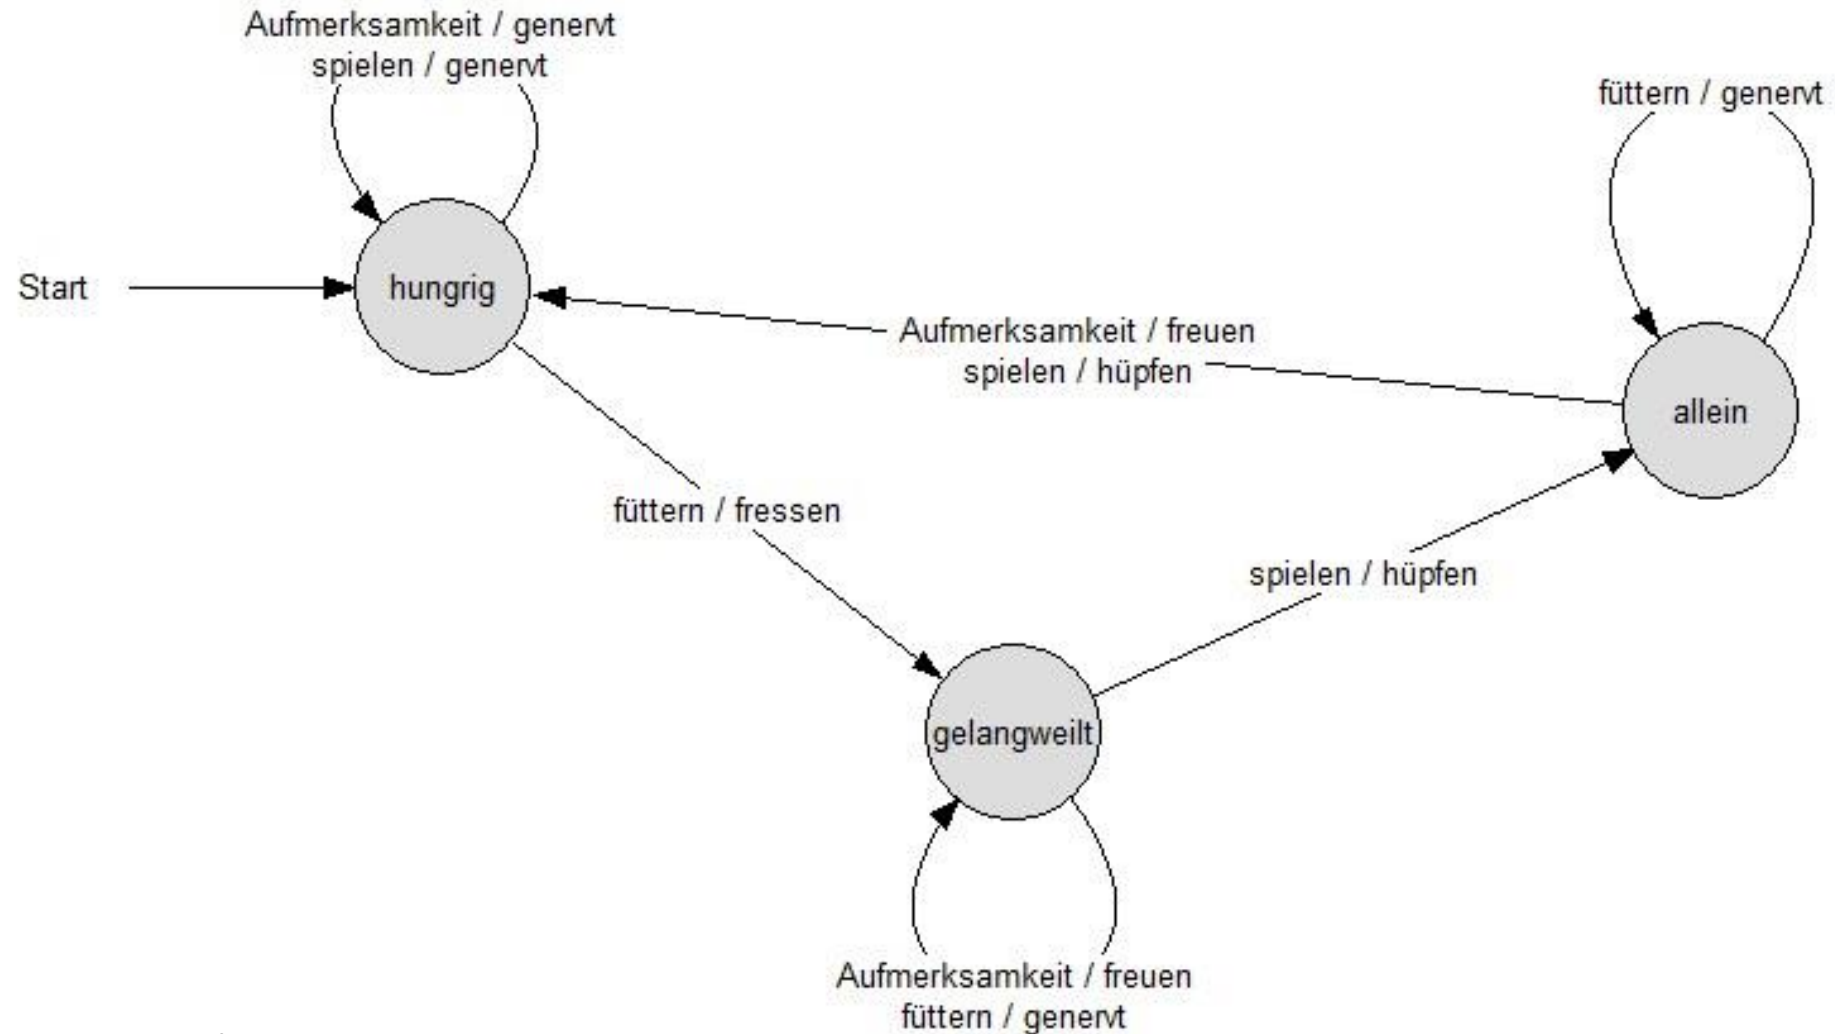 Aufmerksamkeit / genervt
spielen / genervt
füttern / genervt
Start
hungrig
Aufmerksamkeit / freuen
spielen / hüpfen
allein
füttern / fressen
spielen / hüpfen
gelangweilt
Aufmerksamkeit / freuen
füttern / genervt